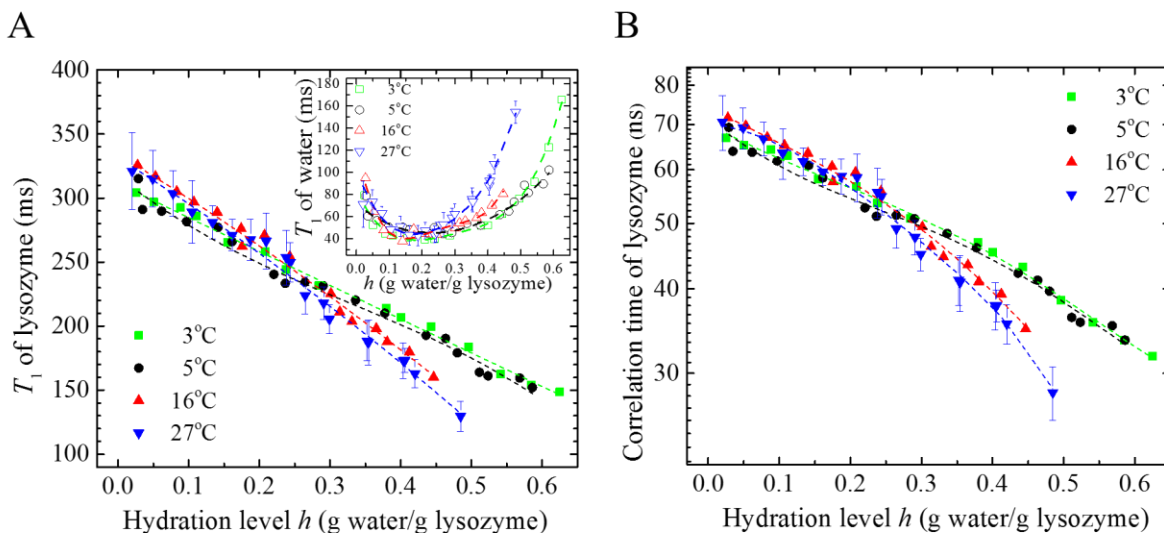 A
B
T₁ of lysozyme (ms)
400
350
300
250
200
150
100
3°C
5°C
16°C
27°C
0.0 0.1 0.2 0.3 0.4 0.5 0.6
Hydration level h (g water/g lysozyme)
T₁ of water (ms)
180
160
140
120
100
80
60
40
3°C
5°C
16°C
27°C
0.0 0.1 0.2 0.3 0.4 0.5 0.6
h (g water/g lysozyme)
Correlation time of lysozyme (ns)
80
70
60
50
40
30
3°C
5°C
16°C
27°C
0.0 0.1 0.2 0.3 0.4 0.5 0.6
Hydration level h (g water/g lysozyme)